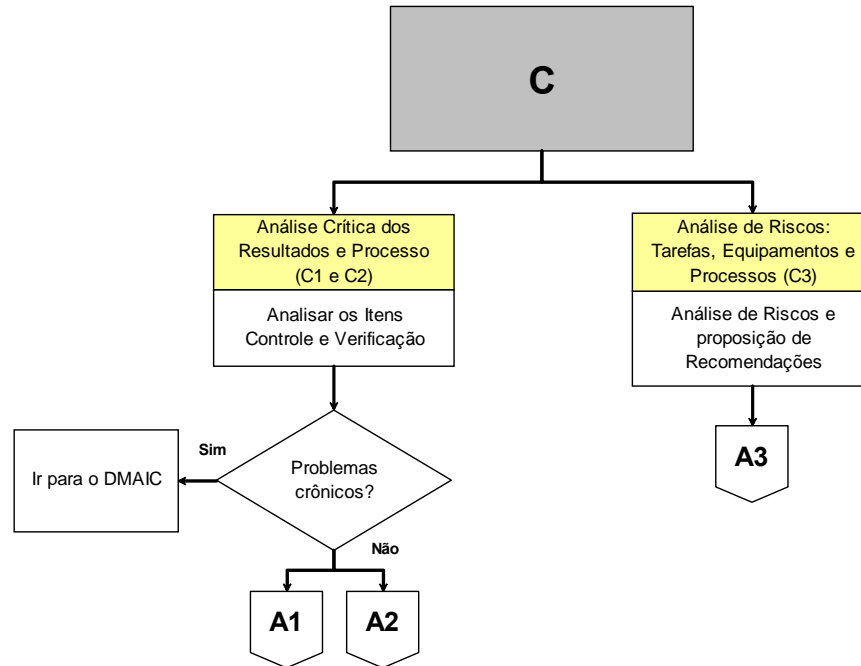 C
Análise Crítica dos
Resultados e Processo
(C1 e C2)
Analisar os Itens
Controle e Verificação
Análise de Riscos:
Tarefas, Equipamentos e
Processos (C3)
Análise de Riscos e
proposição de
Recomendações
A3
Problemas
crônicos?
Sim
Ir para o DMAIC
Não
A1
A2